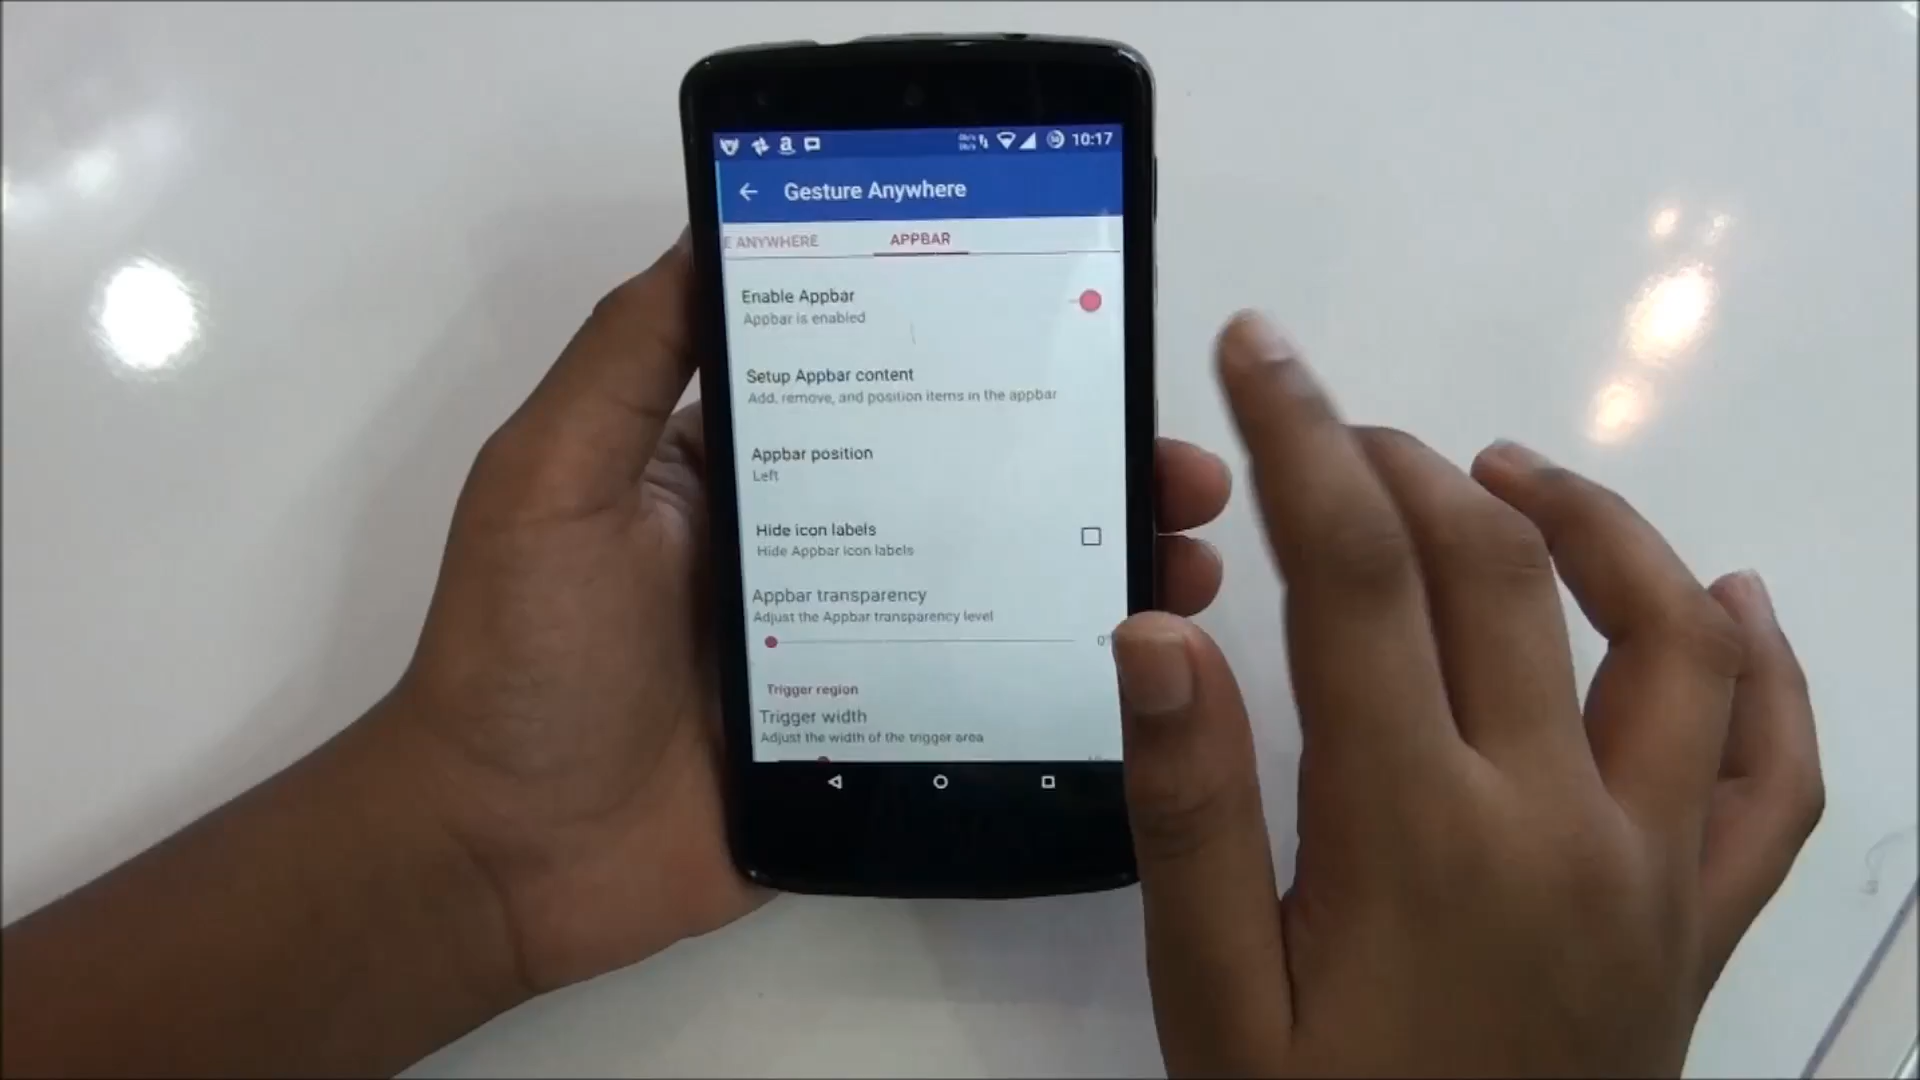 10:17
Gesture Anywhere
E ANYWHERE APPBAR
Enable Appbar
Appbar is enabled
Setup Appbar content
Add, remove, and position items in the appbar
Appbar position
Left
Hide icon labels
Hide Appbar icon labels
Appbar transparency
Adjust the Appbar transparency level
Trigger region
Trigger width
Adjust the width of the trigger area